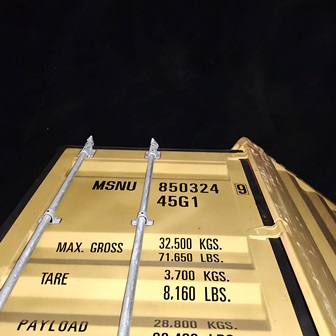 MSNU 850324 9
45G1
MAX. GROSS 32.500 KGS.
71.650 LBS.
TARE 3.700 KGS.
8,160 LBS.
PAYLOAD 28.800 KGS.
LBS.